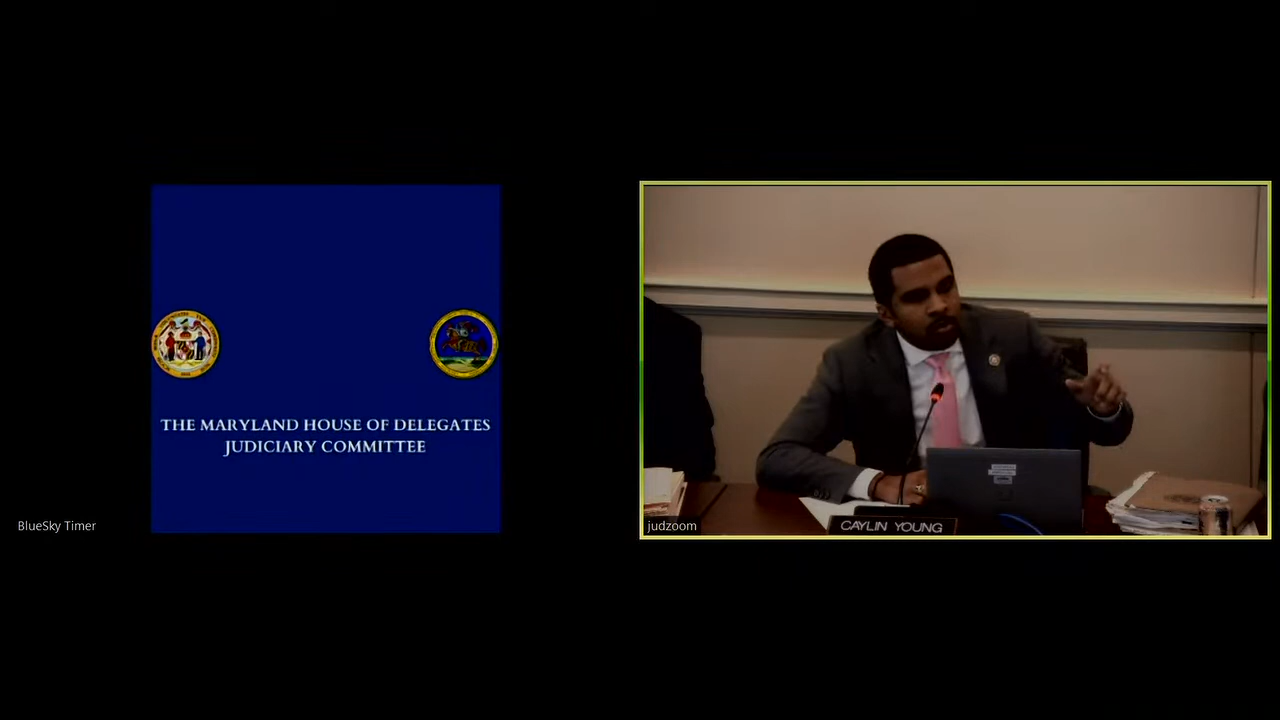 THE MARYLAND HOUSE OF DELEGATES
JUDICIARY COMMITTEE
BlueSky Timer
judzoom
CAYLIN YOUNG